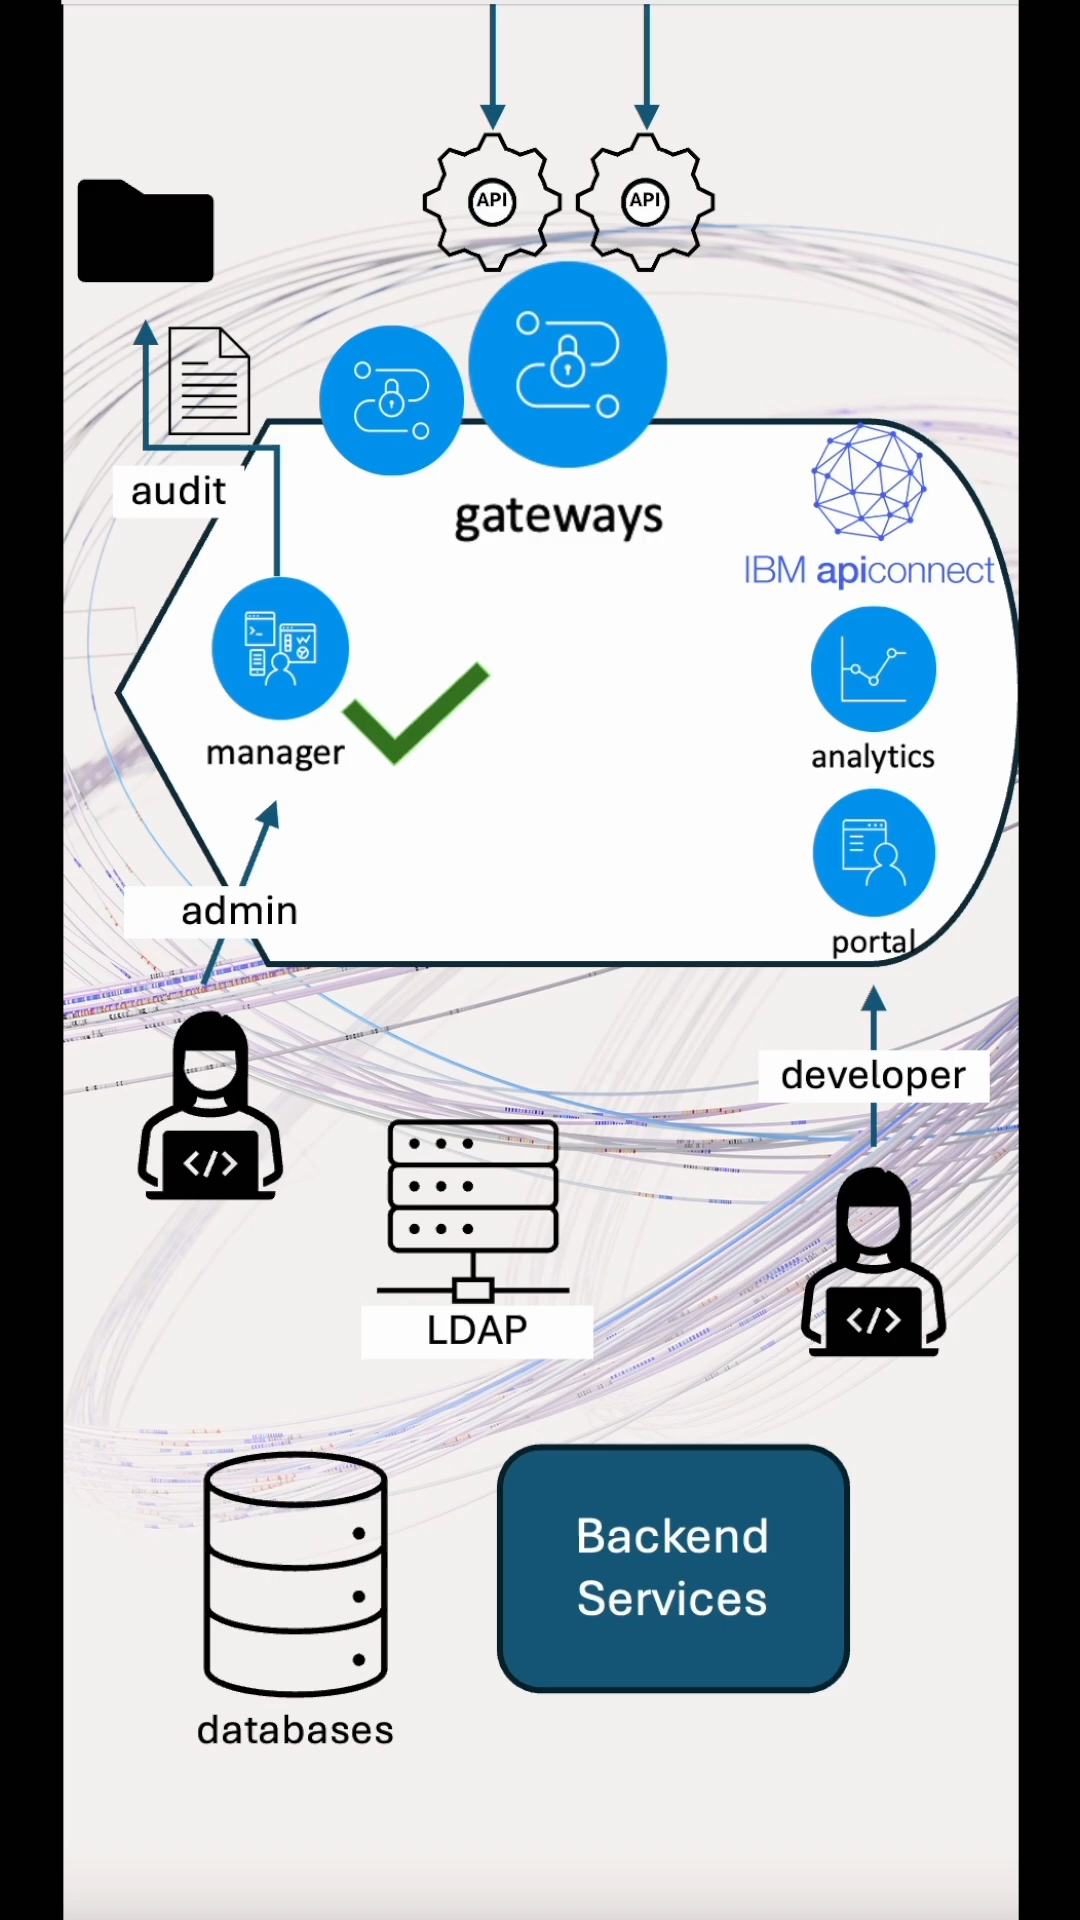 API
API
audit
gateways
IBM apiconnect
manager
analytics
admin
portal
developer
</>
LDAP
</>
Backend
Services
databases